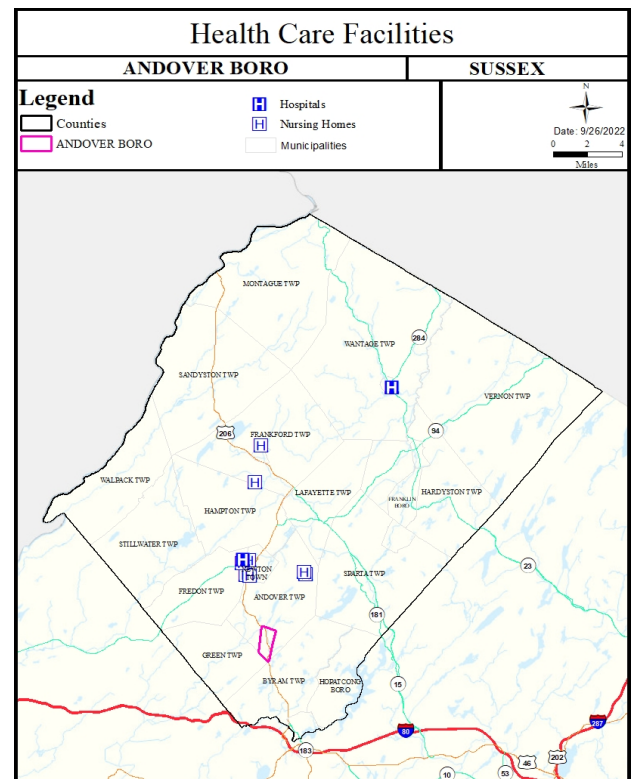 Health Care Facilities
ANDOVER BORO
SUSSEX
Legend
Counties
ANDOVER BORO
H Hospitals
H Nursing Homes
Municipalities
N
Date: 9/26/2022
0 2 4
Miles
MONTAGUE TWP
WANTAGE TWP
284
H
SANDYSTON TWP
VERNON TWP
206
FRANKFORD TWP
94
H
WALPACK TWP
H
LAFAYETTE TWP
HARDYSTON TWP
FRANKLIN
BORO
HAMPTON TWP
STILLWATER TWP
H
TOWN
H
SPARTA TWP
23
FREDON TWP
ANDOVER TWP
181
GREEN TWP
BYRAM TWP
HOPATCONG
BORO
15
80
287
183
46
202
10
53